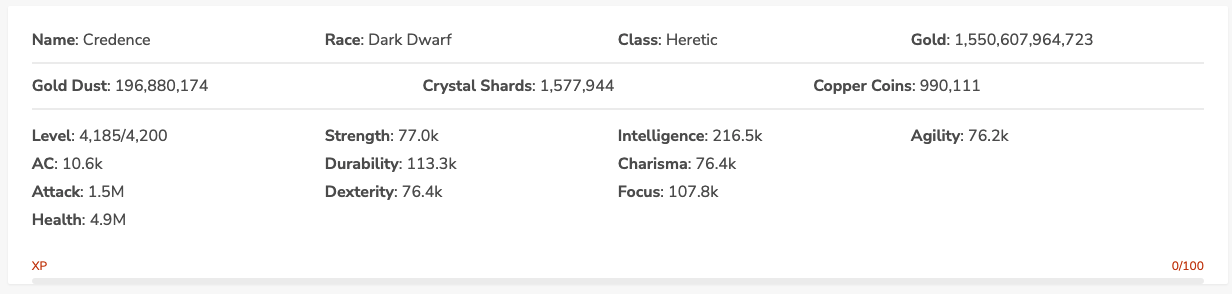 Name: Credence Race: Dark Dwarf Class: Heretic Gold: 1,550,607,964,723
Gold Dust: 196,880,174 Crystal Shards: 1,577,944 Copper Coins: 990,111
Level: 4,185/4,200 Strength: 77.0k Intelligence: 216.5k Agility: 76.2k
AC: 10.6k Durability: 113.3k Charisma: 76.4k
Attack: 1.5M Dexterity: 76.4k Focus: 107.8k
Health: 4.9M
XP 0/100